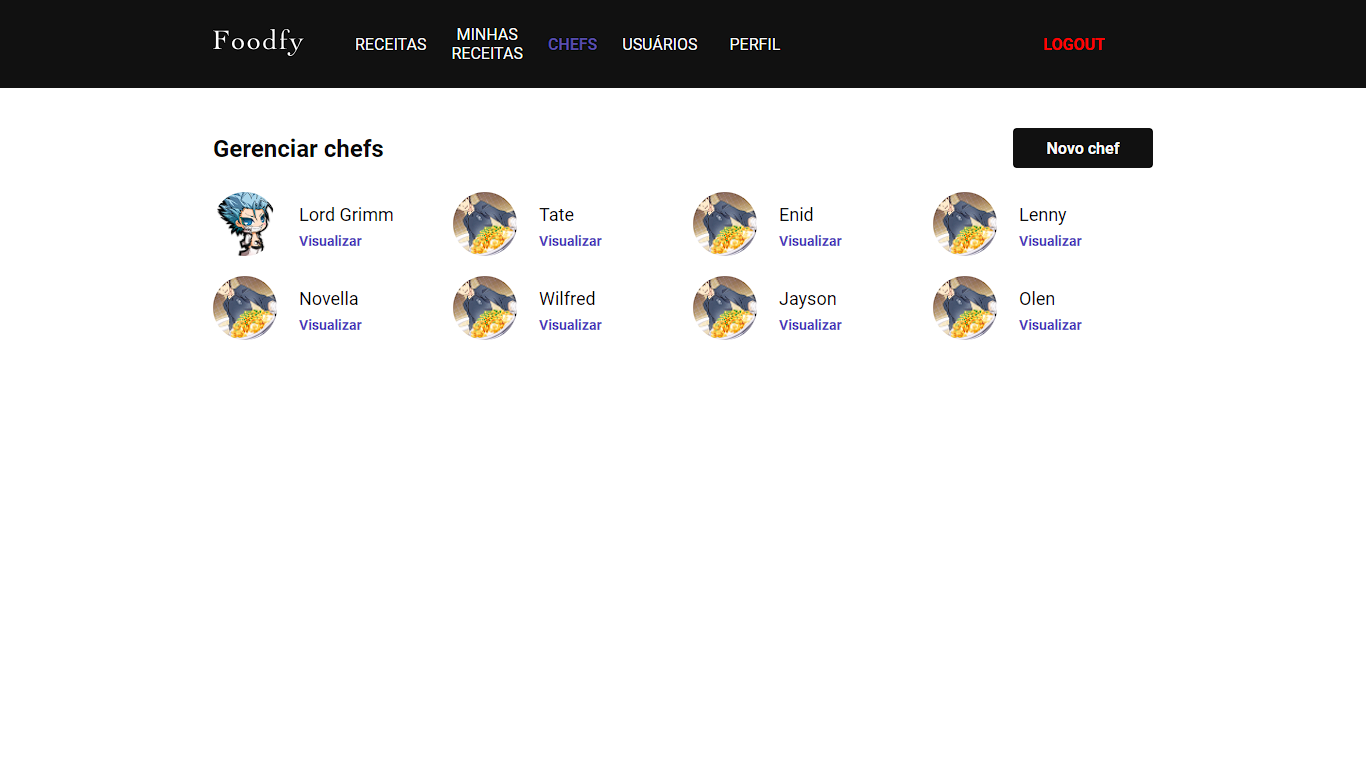 Foodfy
RECEITAS
MINHAS
RECEITAS
CHEFS
USUÁRIOS
PERFIL
LOGOUT
Gerenciar chefs
Novo chef
Lord Grimm
Visualizar
Tate
Visualizar
Enid
Visualizar
Lenny
Visualizar
Novella
Visualizar
Wilfred
Visualizar
Jayson
Visualizar
Olen
Visualizar